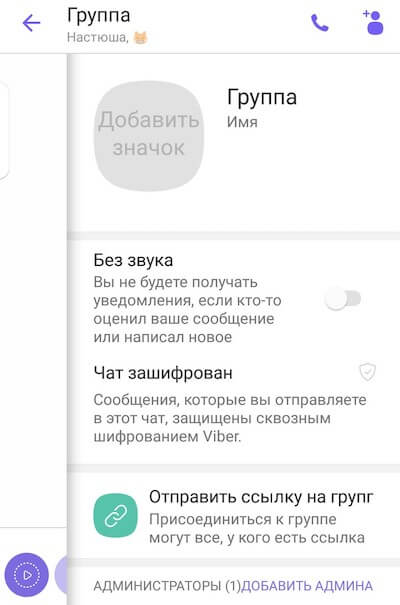 Группа
Настюша, 🐱
Добавить
значок
Группа
Имя
Без звука
Вы не будете получать
уведомления, если кто-то
оценил ваше сообщение
или написал новое
Чат зашифрован
Сообщения, которые вы отправляете
в этот чат, защищены сквозным
шифрованием Viber.
Отправить ссылку на групп
Присоединиться к группе
могут все, у кого есть ссылка
АДМИНИСТРАТОРЫ (1)ДОБАВИТЬ АДМИНА